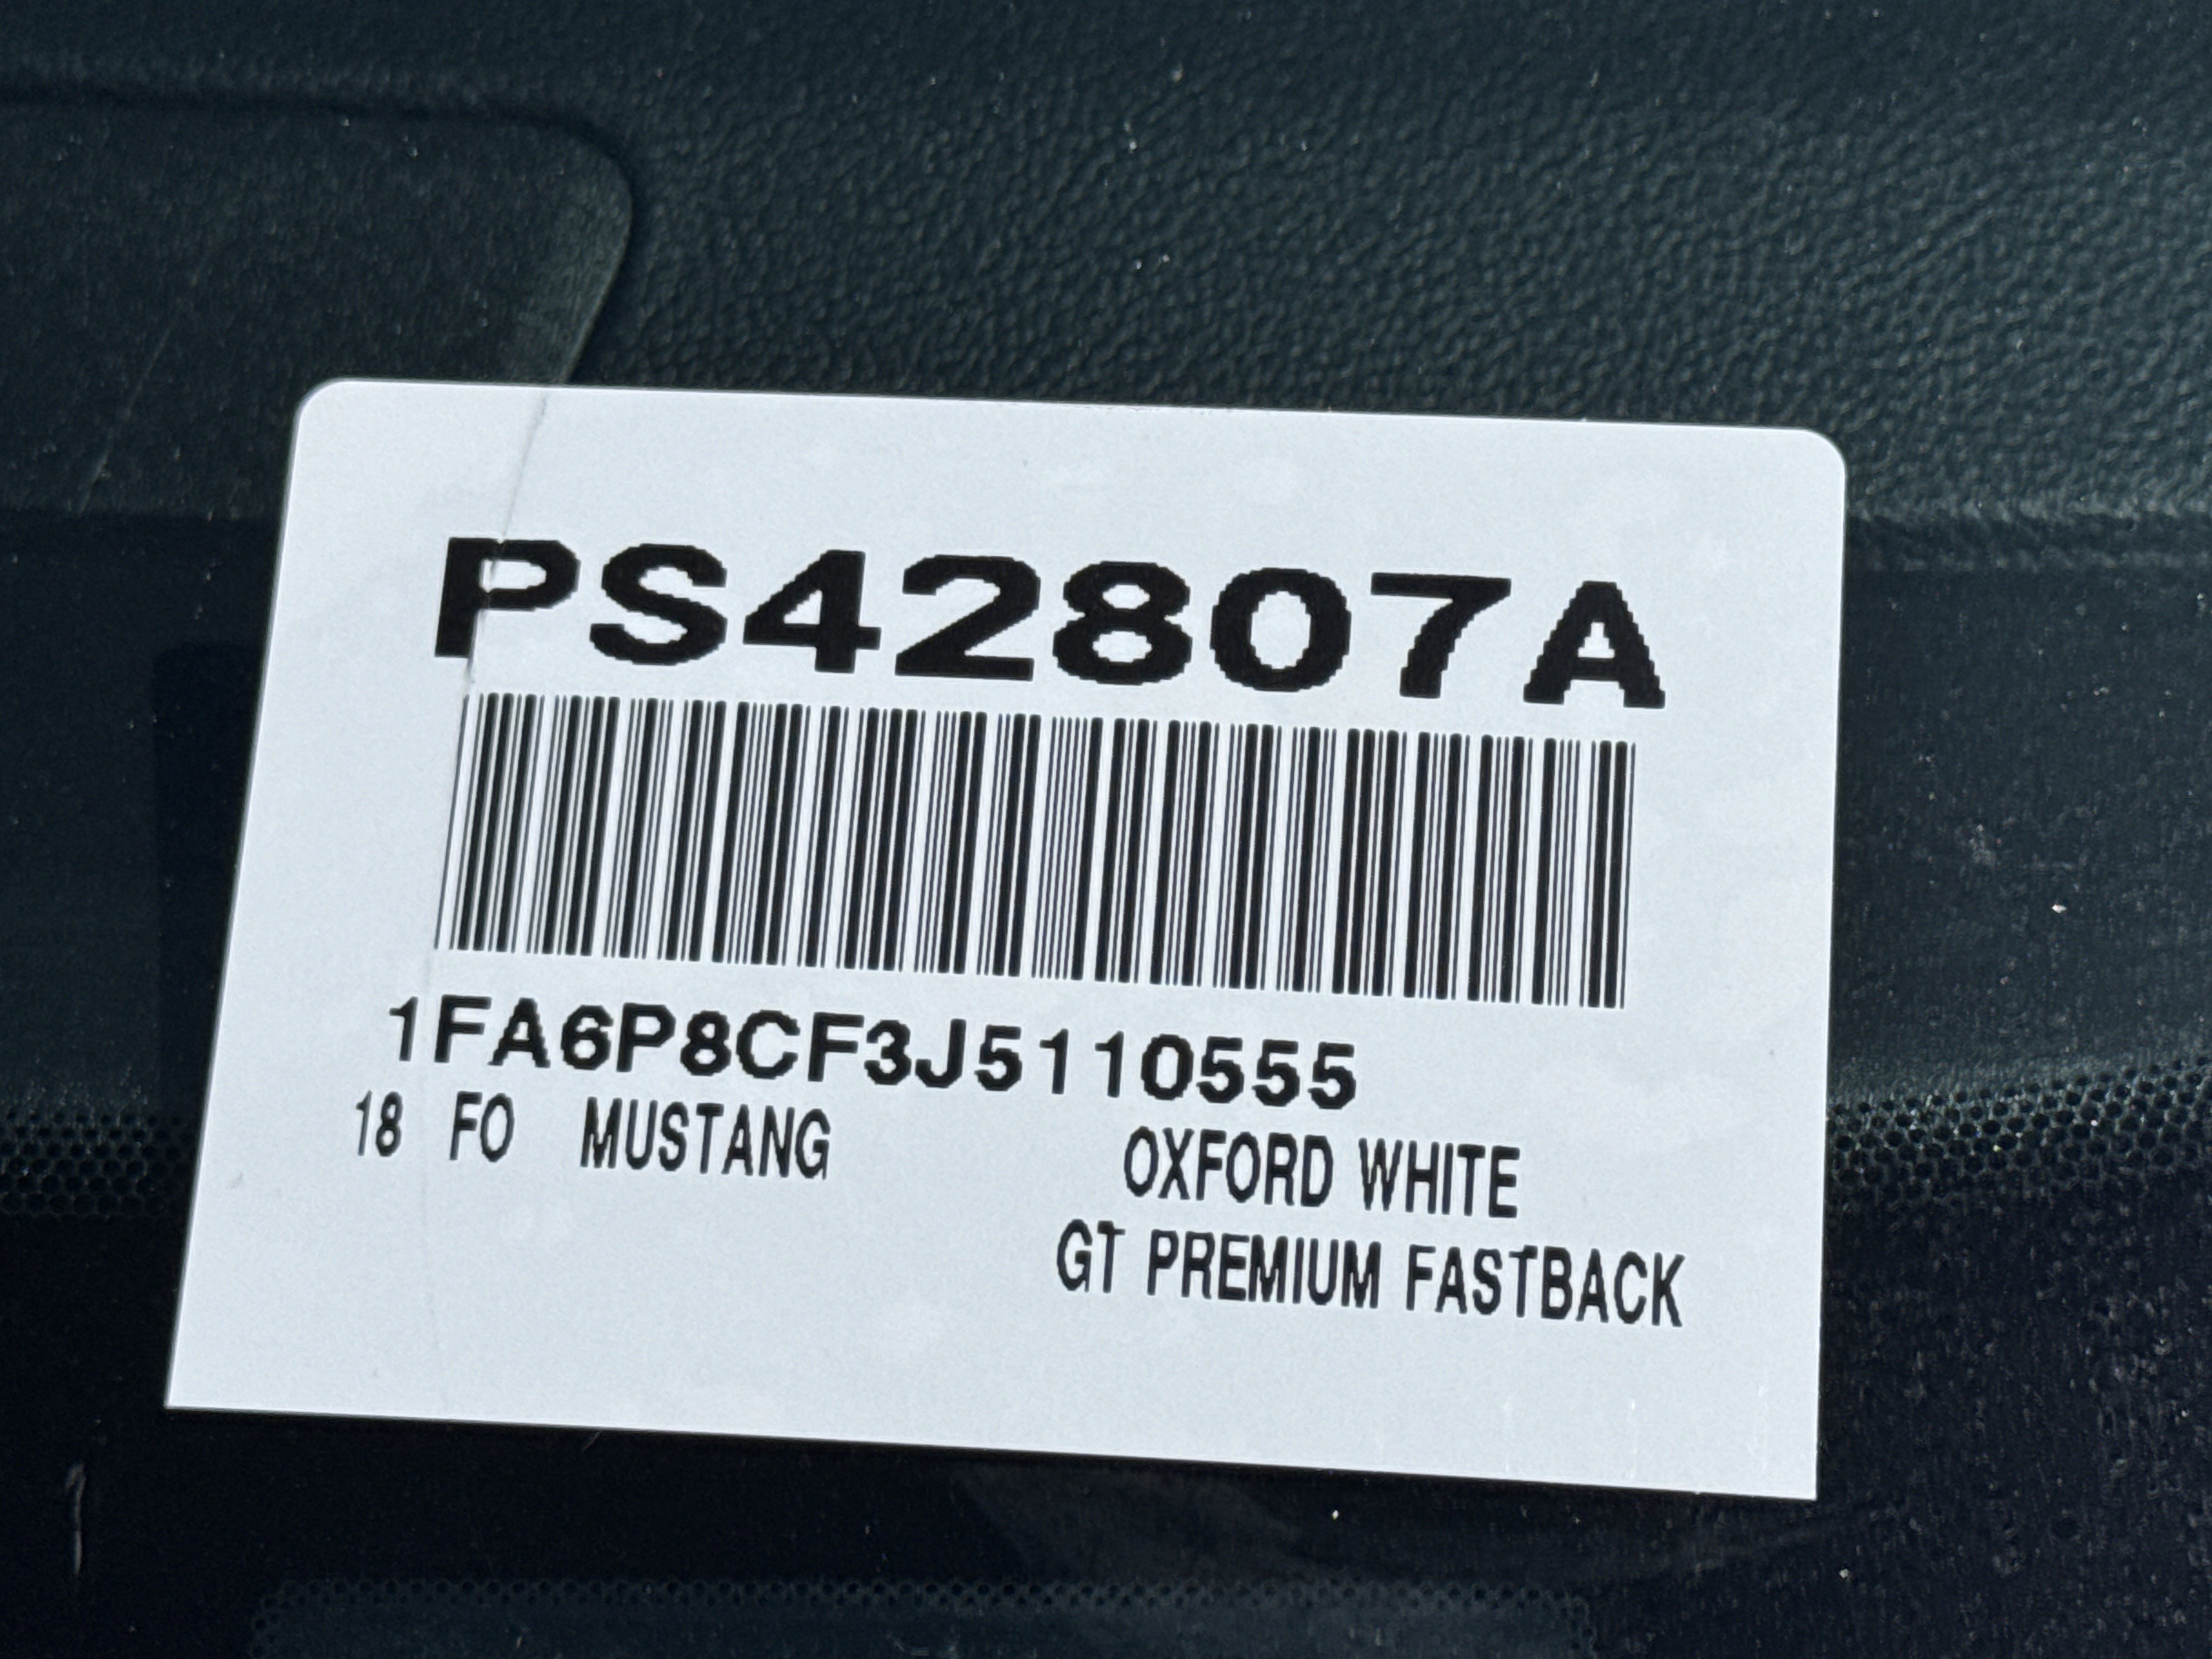 PS42807A
1FA6P8CF3J5110555
18 FO MUSTANG OXFORD WHITE
GT PREMIUM FASTBACK